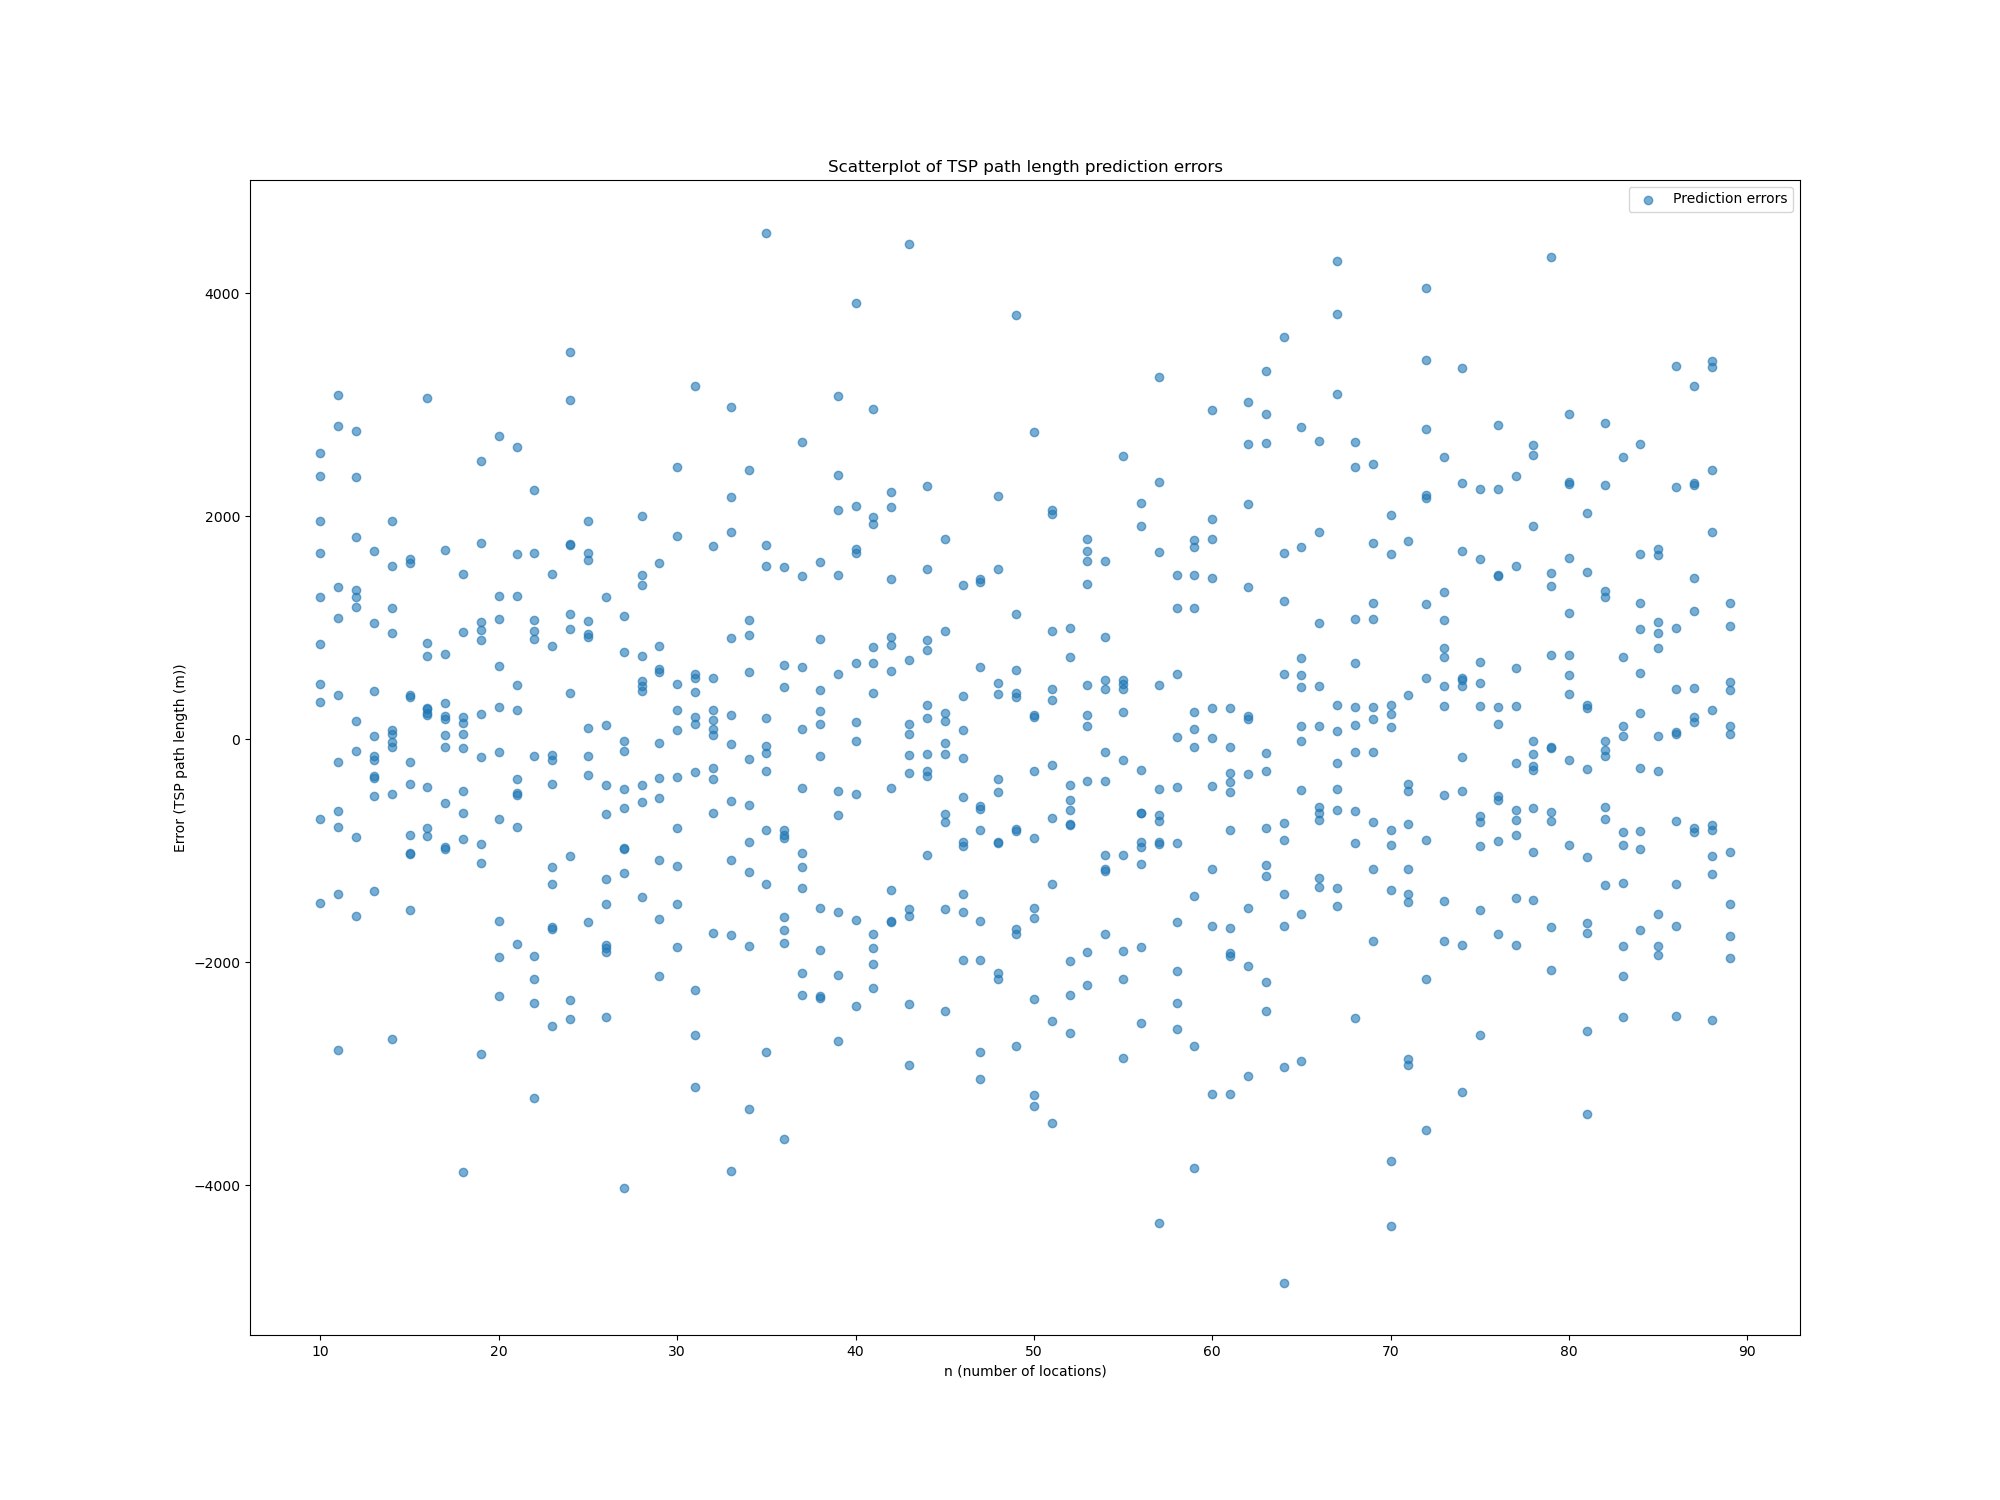 Scatterplot of TSP path length prediction errors
Prediction errors
Error (TSP path length (m))
4000
2000
0
−2000
−4000
10 20 30 40 50 60 70 80 90
n (number of locations)